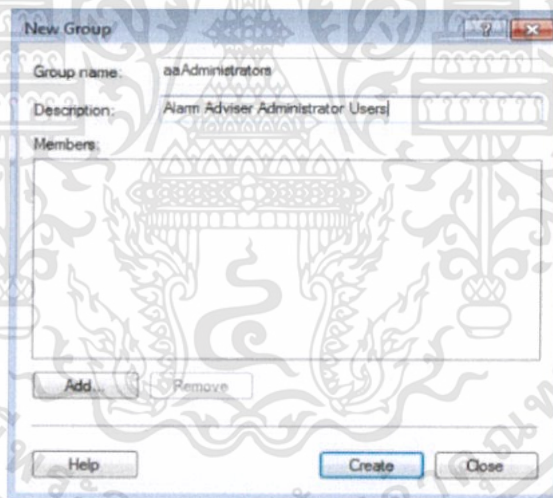 New Group
Group name: aaAdministrators
Description: Alarm Adviser Administrator Users
Members:
Add... Remove
Help Create Close